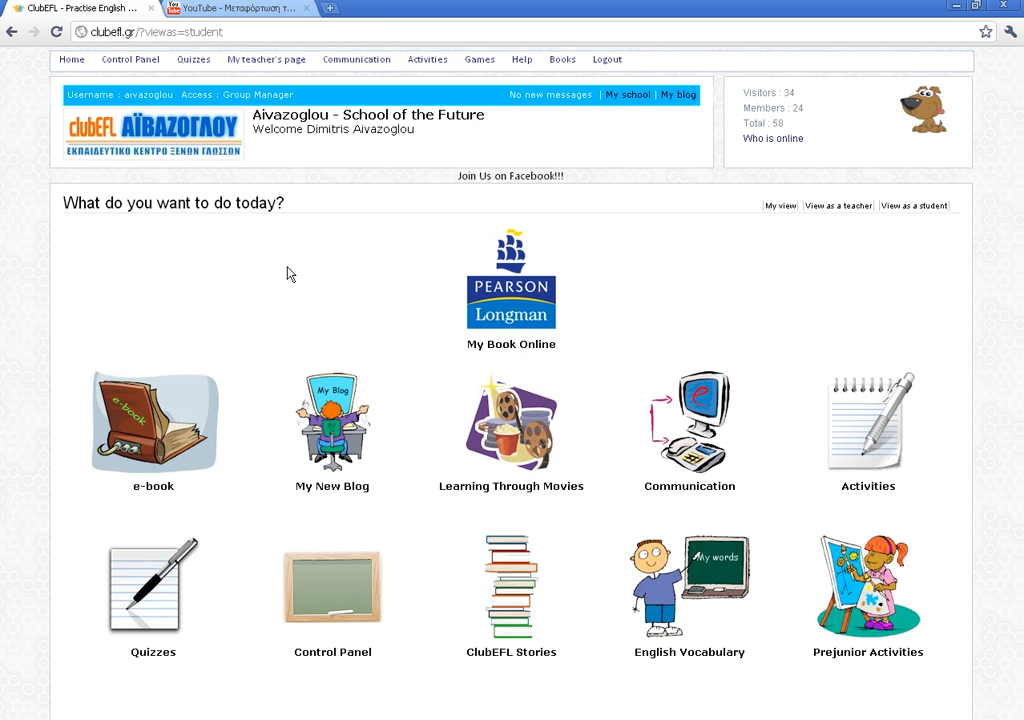 ClubEFL - Practise English ...
YouTube - Μεταφόρτωση τ...
clubefl.gr/?viewas=student
Home Control Panel Quizzes My teacher's page Communication Activities Games Help Books Logout
Username : aivazoglou Access : Group Manager No new messages | My school | My blog
clubEFL ΑΪΒΑΖΟΓΛΟΥ
ΕΚΠΑΙΔΕΥΤΙΚΟ ΚΕΝΤΡΟ ΞΕΝΩΝ ΓΛΩΣΣΩΝ
Aivazoglou - School of the Future
Welcome Dimitris Aivazoglou
Visitors : 34
Members : 24
Total : 58
Who is online
Join Us on Facebook!!!
What do you want to do today?
|My view| |View as a teacher| |View as a student|
PEARSON
Longman
My Book Online
e-book
My Blog
e
e-book My New Blog Learning Through Movies Communication Activities
My words
Quizzes Control Panel ClubEFL Stories English Vocabulary Prejunior Activities